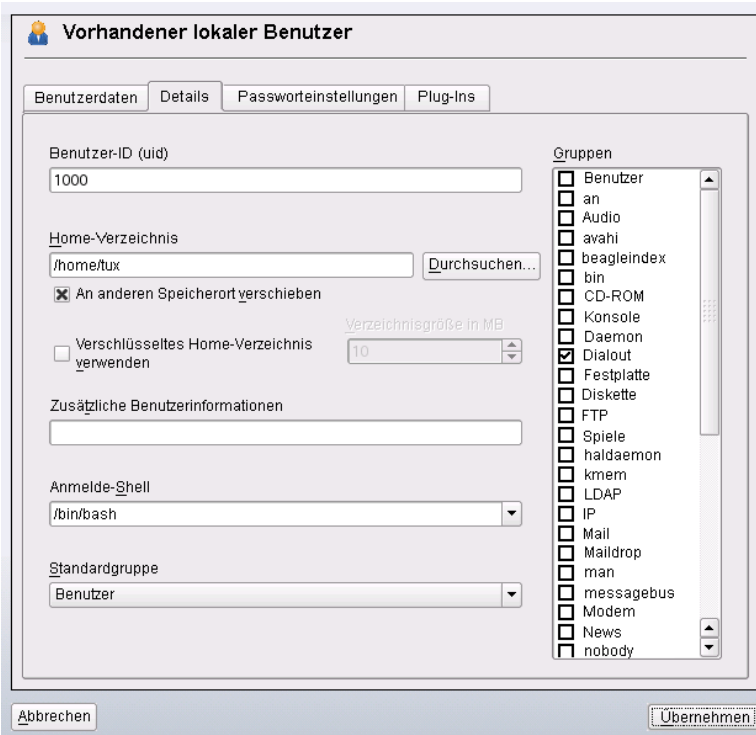 Vorhandener lokaler Benutzer
Benutzerdaten
Details
Passworteinstellungen
Plug-Ins
Benutzer-ID (uid)
1000
Home-Verzeichnis
/home/tux
Durchsuchen...
An anderen Speicherort verschieben
Verzeichnisgröße in MB
Verschlüsseltes Home-Verzeichnis
verwenden
10
Zusätzliche Benutzerinformationen
Anmelde-Shell
/bin/bash
Standardgruppe
Benutzer
Gruppen
Benutzer
an
Audio
avahi
beagleindex
bin
CD-ROM
Konsole
Daemon
Dialout
Festplatte
Diskette
FTP
Spiele
haldaemon
kmem
LDAP
IP
Mail
Maildrop
man
messagebus
Modem
News
nobody
Abbrechen
Übernehmen